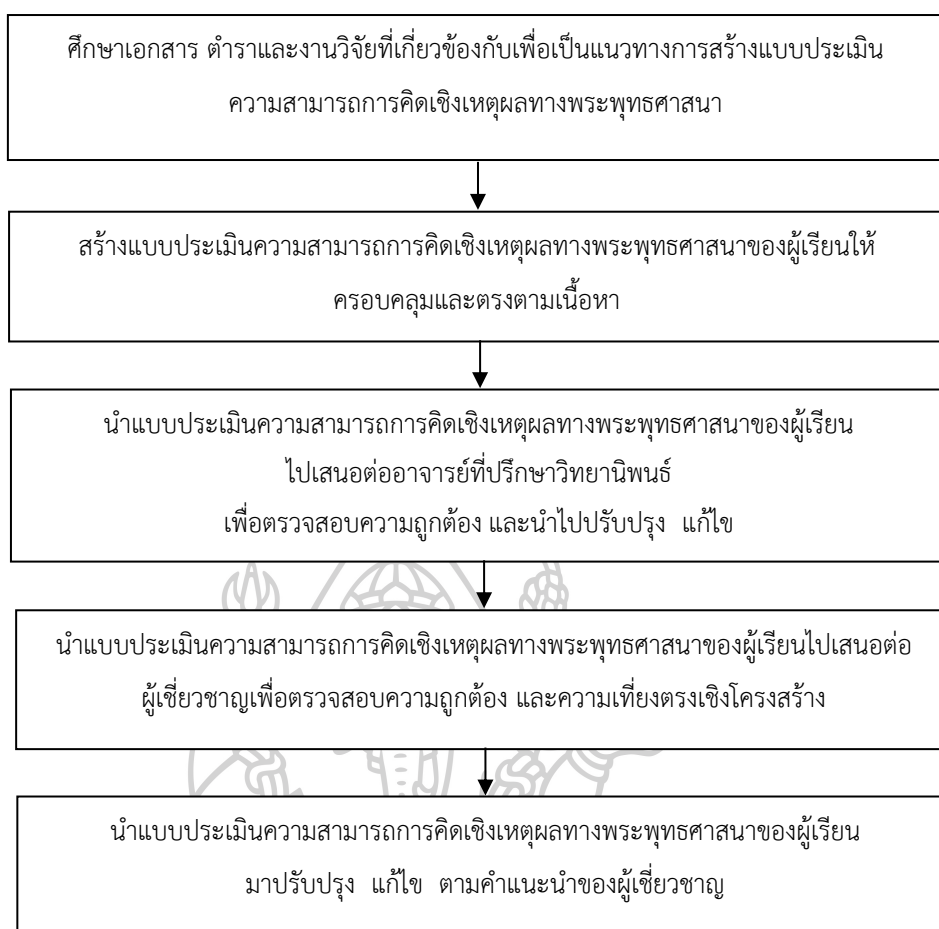 ศึกษาเอกสาร ตำราและงานวิจัยที่เกี่ยวข้องกับเพื่อเป็นแนวทางการสร้างแบบประเมิน
ความสามารถการคิดเชิงเหตุผลทางพระพุทธศาสนา
สร้างแบบประเมินความสามารถการคิดเชิงเหตุผลทางพระพุทธศาสนาของผู้เรียนให้
ครอบคลุมและตรงตามเนื้อหา
นำแบบประเมินความสามารถการคิดเชิงเหตุผลทางพระพุทธศาสนาของผู้เรียน
ไปเสนอต่ออาจารย์ที่ปรึกษาวิทยานิพนธ์
เพื่อตรวจสอบความถูกต้อง และนำไปปรับปรุง แก้ไข
นำแบบประเมินความสามารถการคิดเชิงเหตุผลทางพระพุทธศาสนาของผู้เรียนไปเสนอต่อ
ผู้เชี่ยวชาญเพื่อตรวจสอบความถูกต้อง และความเที่ยงตรงเชิงโครงสร้าง
นำแบบประเมินความสามารถการคิดเชิงเหตุผลทางพระพุทธศาสนาของผู้เรียน
มาปรับปรุง แก้ไข ตามคำแนะนำของผู้เชี่ยวชาญ